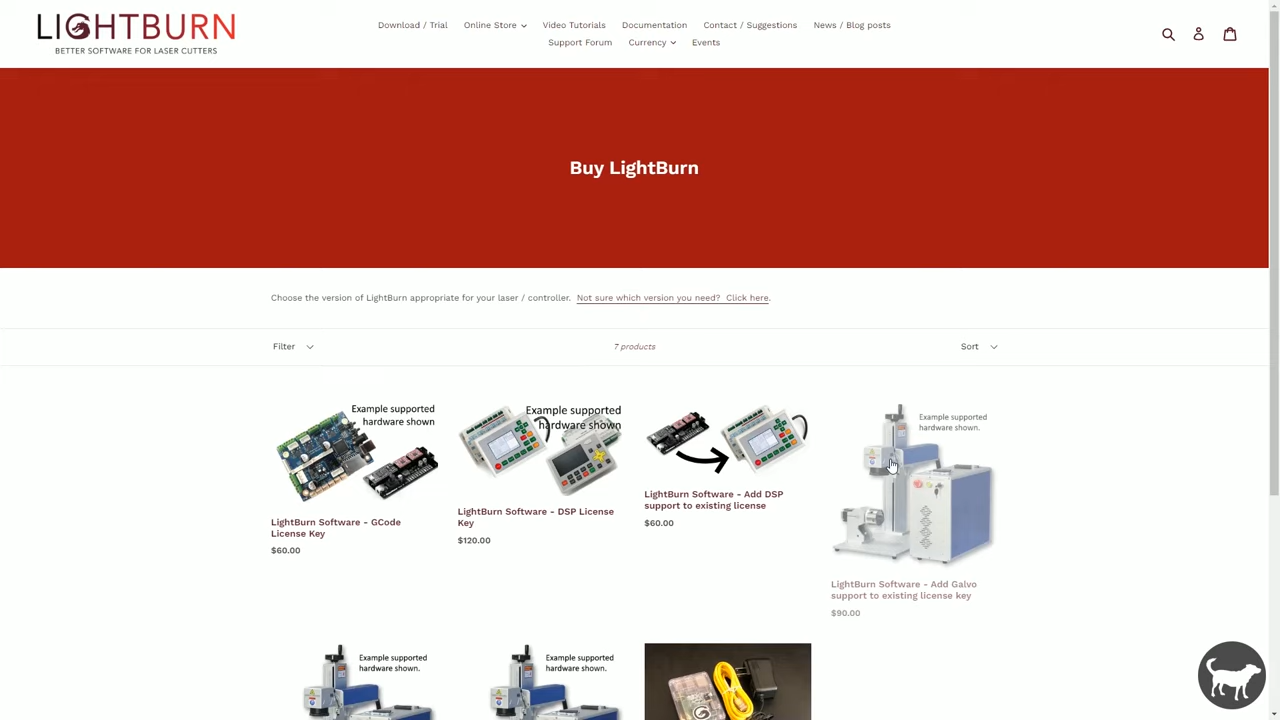 LIGHTBURN
BETTER SOFTWARE FOR LASER CUTTERS
Download / Trial
Online Store
Video Tutorials
Documentation
Contact / Suggestions
News / Blog posts
Support Forum
Currency
Events
Buy LightBurn
Choose the version of LightBurn appropriate for your laser / controller. Not sure which version you need? Click here.
Filter
7 products
Sort
Example supported
hardware shown
LightBurn Software - GCode
License Key
$60.00
Example supported
hardware shown
LightBurn Software - DSP License
Key
$120.00
LightBurn Software - Add DSP
support to existing license
$60.00
Example supported
hardware shown.
LightBurn Software - Add Galvo
support to existing license key
$90.00
Example supported
hardware shown.
Example supported
hardware shown.